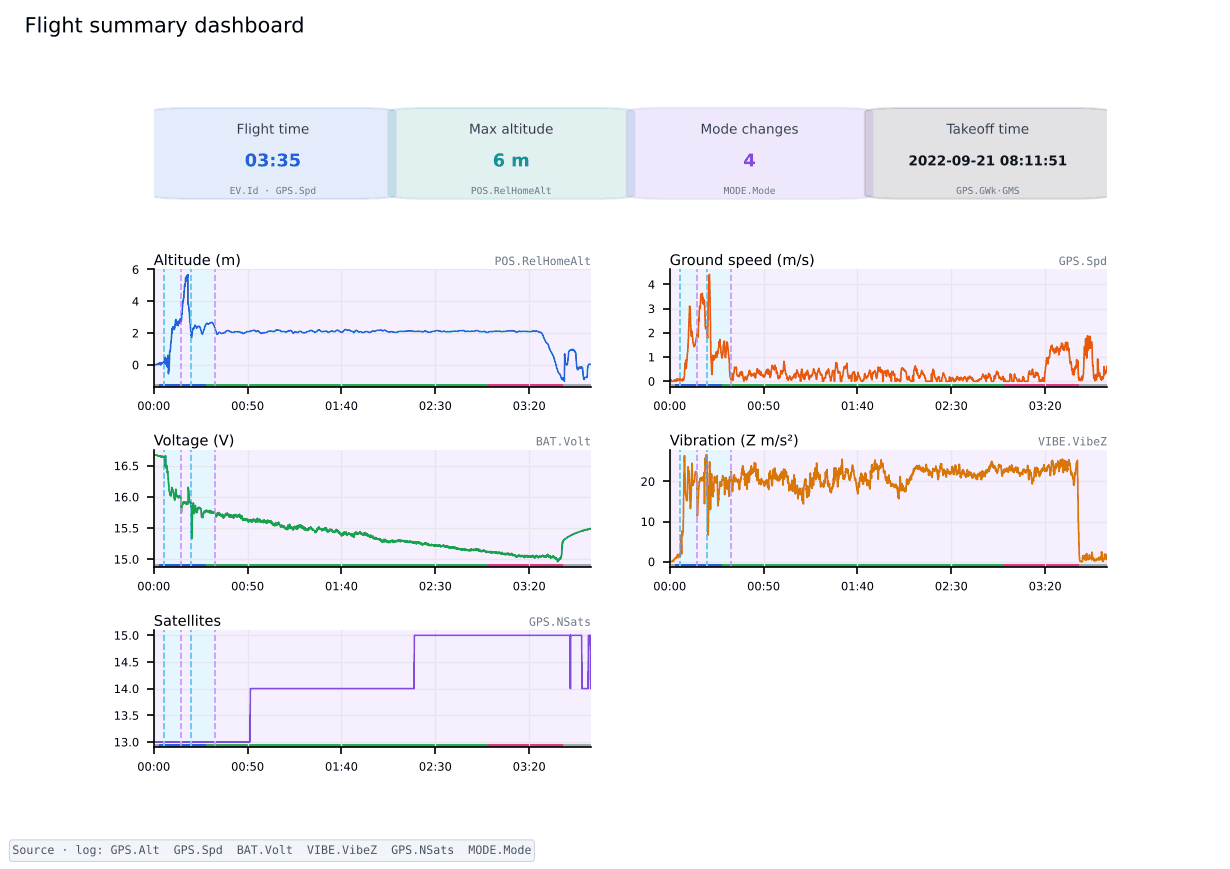 Flight summary dashboard
Flight time
03:35
EV.Id · GPS.Spd
Max altitude
6 m
POS.RelHomeAlt
Mode changes
4
MODE.Mode
Takeoff time
2022-09-21 08:11:51
GPS.GWk·GMS
Altitude (m) POS.RelHomeAlt
6
4
2
0
00:00 00:50 01:40 02:30 03:20
Ground speed (m/s) GPS.Spd
4
3
2
1
0
00:00 00:50 01:40 02:30 03:20
Voltage (V) BAT.Volt
16.5
16.0
15.5
15.0
00:00 00:50 01:40 02:30 03:20
Vibration (Z m/s²) VIBE.VibeZ
20
10
0
00:00 00:50 01:40 02:30 03:20
Satellites GPS.NSats
15.0
14.5
14.0
13.5
13.0
00:00 00:50 01:40 02:30 03:20
Source · log: GPS.Alt GPS.Spd BAT.Volt VIBE.VibeZ GPS.NSats MODE.Mode